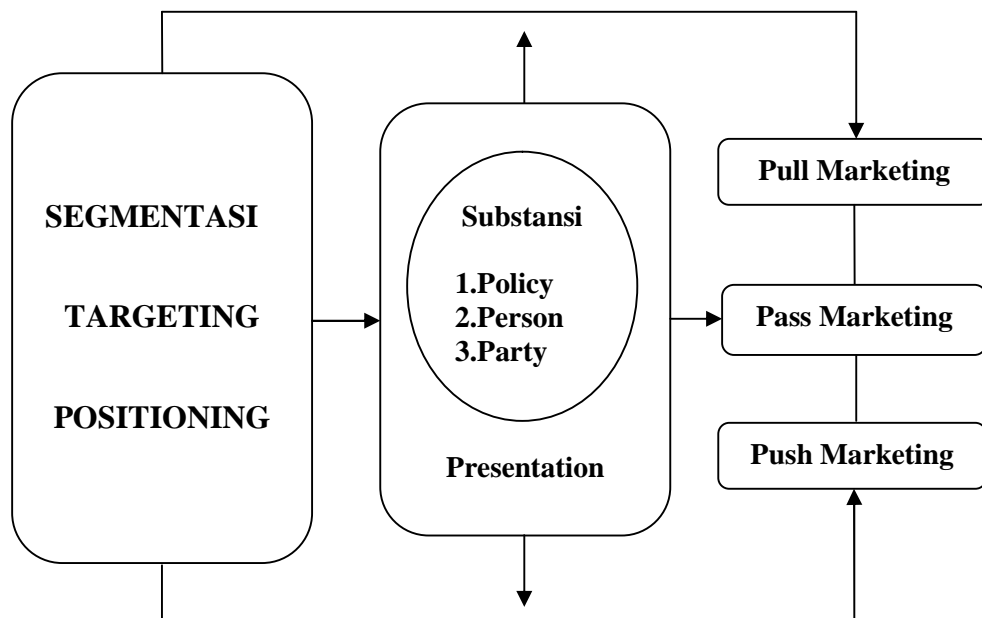 SEGMENTASI
TARGETING
POSITIONING
Substansi
1.Policy
2.Person
3.Party
Presentation
Pull Marketing
Pass Marketing
Push Marketing